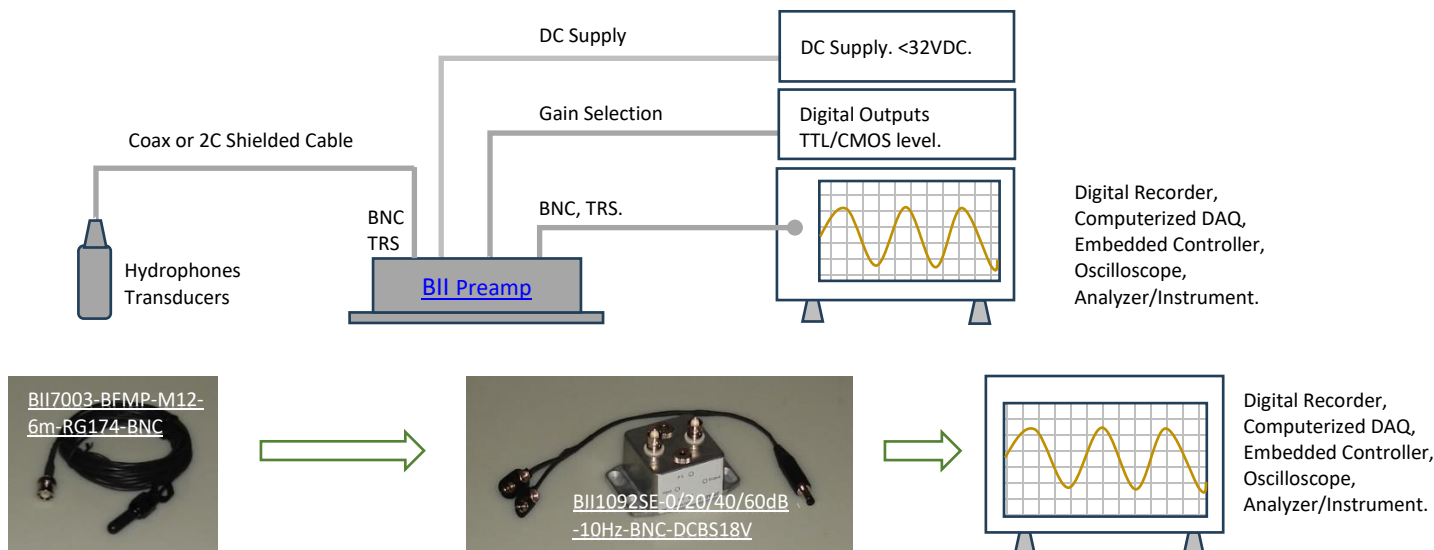 DC Supply
DC Supply. <32VDC.
Gain Selection
Digital Outputs
TTL/CMOS level.
Coax or 2C Shielded Cable
BNC
TRS
BNC, TRS.
Hydrophones
Transducers
BII Preamp
Digital Recorder,
Computerized DAQ,
Embedded Controller,
Oscilloscope,
Analyzer/Instrument.
BII7003-BFMP-M12-
6m-RG174-BNC
BII1092SE-0/20/40/60dB
-10Hz-BNC-DCBS18V
Digital Recorder,
Computerized DAQ,
Embedded Controller,
Oscilloscope,
Analyzer/Instrument.